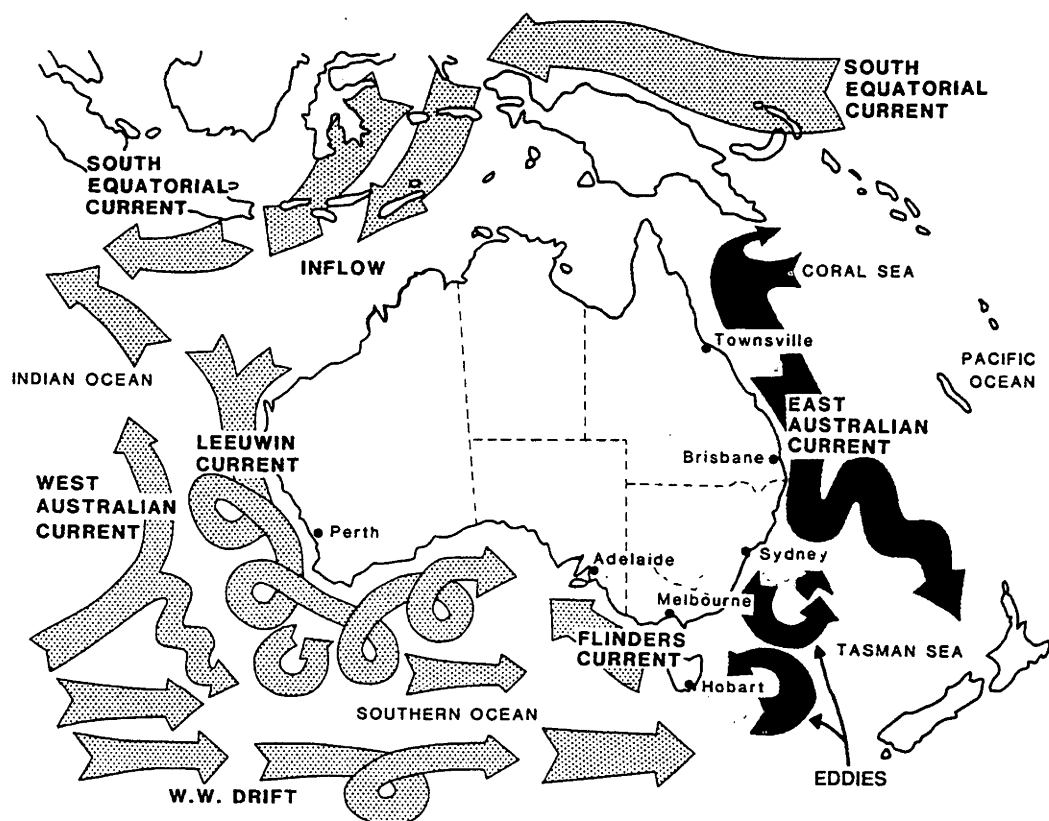 SOUTH
EQUATORIAL
CURRENT
SOUTH
EQUATORIAL
CURRENT
INFLOW
CORAL SEA
Townsville
PACIFIC
OCEAN
INDIAN OCEAN
EAST
AUSTRALIAN
CURRENT
LEEUWIN
CURRENT
Brisbane
WEST
AUSTRALIAN
CURRENT
Perth
Adelaide
Sydney
Melbourne
FLINDERS
CURRENT
TASMAN SEA
Hobart
SOUTHERN OCEAN
EDDIES
W.W. DRIFT